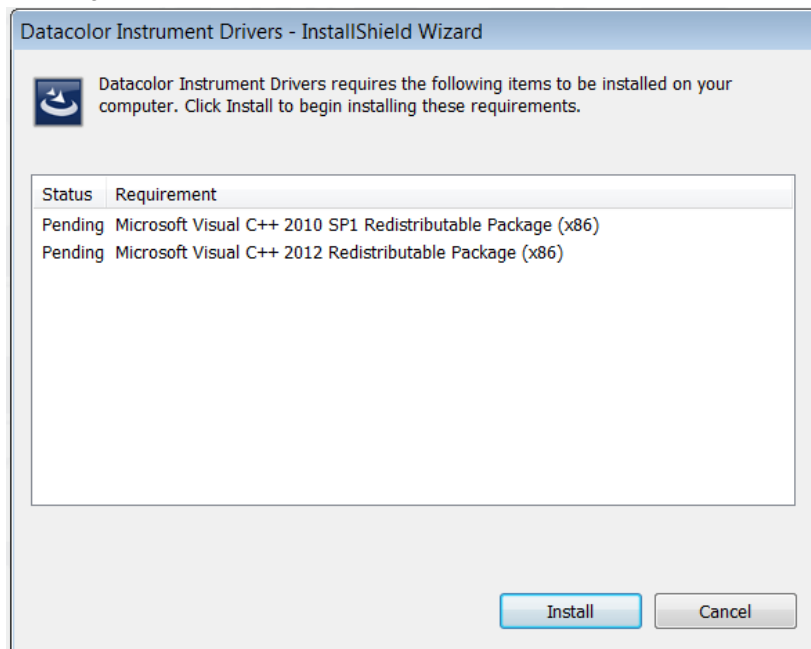 Datacolor Instrument Drivers - InstallShield Wizard
Datacolor Instrument Drivers requires the following items to be installed on your
computer. Click Install to begin installing these requirements.
Status Requirement
Pending Microsoft Visual C++ 2010 SP1 Redistributable Package (x86)
Pending Microsoft Visual C++ 2012 Redistributable Package (x86)
Install Cancel